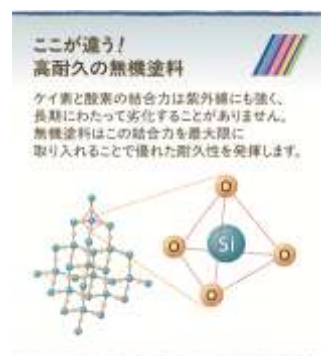 ここが違う!
高耐久の無機塗料
ケイ素と酸素の結合力は紫外線にも強く、
長期にわたって劣化することがありません。
無機塗料はこの結合力を最大限に
取り入れることで優れた耐久性を発揮します。
O
Si
O
O
O